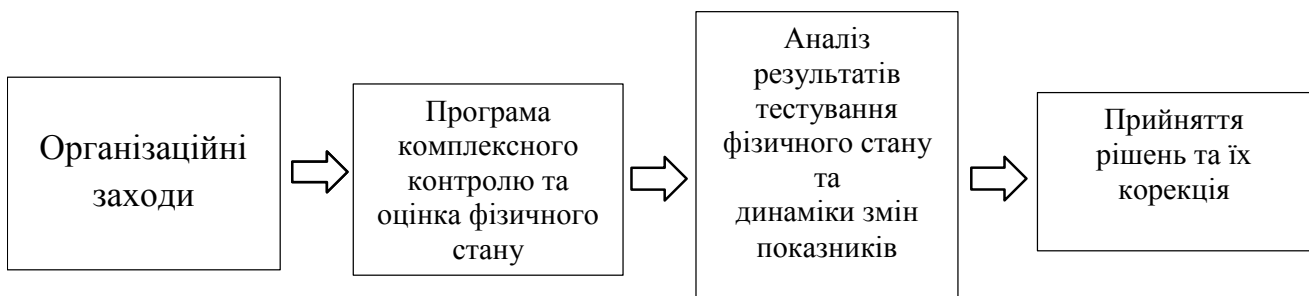 Організаційні
заходи
Програма
комплексного
контролю та
оцінка фізичного
стану
Аналіз
результатів
тестування
фізичного стану
та
динаміки змін
показників
Прийняття
рішень та їх
корекція